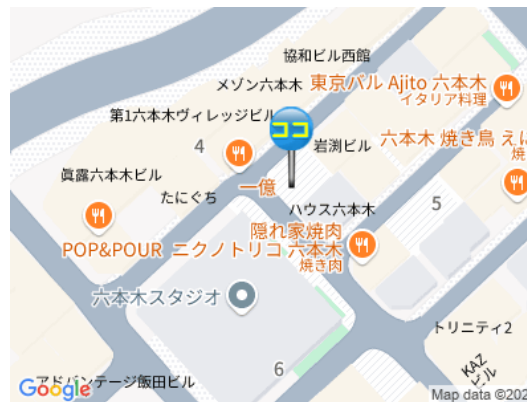 協和ビル西館
メゾン六本木
東京バル Ajito 六本木
イタリア料理
第1六本木ヴィレッジビル
ココ
4
岩渕ビル
六本木 焼き鳥 えに
焼
眞露六本木ビル
一億
たにぐち
ハウス六本木
5
隠れ家焼肉
POP&POUR
ニクノトリコ 六本木
焼き肉
六本木スタジオ
トリニティ2
6
KAZ
ビル
アドバンテージ飯田ビル
Google
Map data ©202